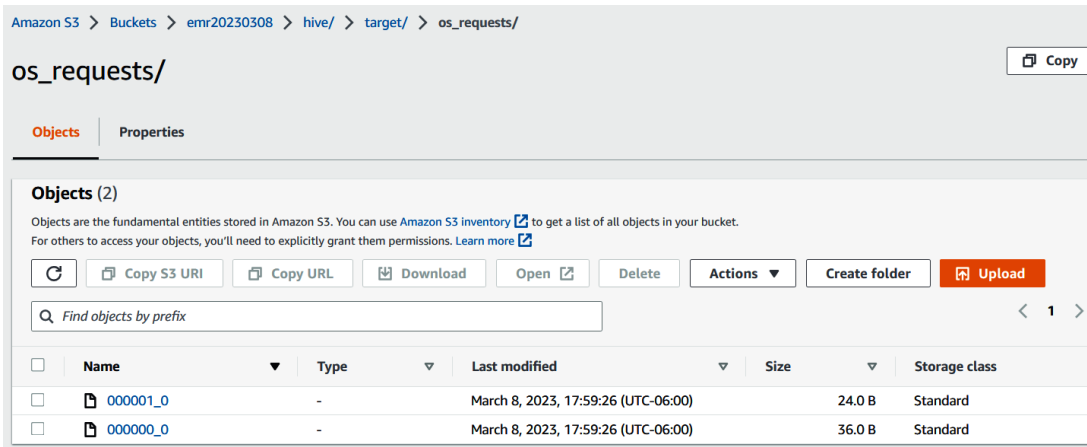 Amazon S3 > Buckets > emr20230308 > hive/ > target/ > os_requests/
os_requests/
Copy
Objects Properties
Objects (2)
Objects are the fundamental entities stored in Amazon S3. You can use Amazon S3 inventory to get a list of all objects in your bucket.
For others to access your objects, you'll need to explicitly grant them permissions. Learn more
Copy S3 URI Copy URL Download Open Delete Actions Create folder Upload
Find objects by prefix
< 1 >
Name Type Last modified Size Storage class
000001_0 - March 8, 2023, 17:59:26 (UTC-06:00) 24.0 B Standard
000000_0 - March 8, 2023, 17:59:26 (UTC-06:00) 36.0 B Standard